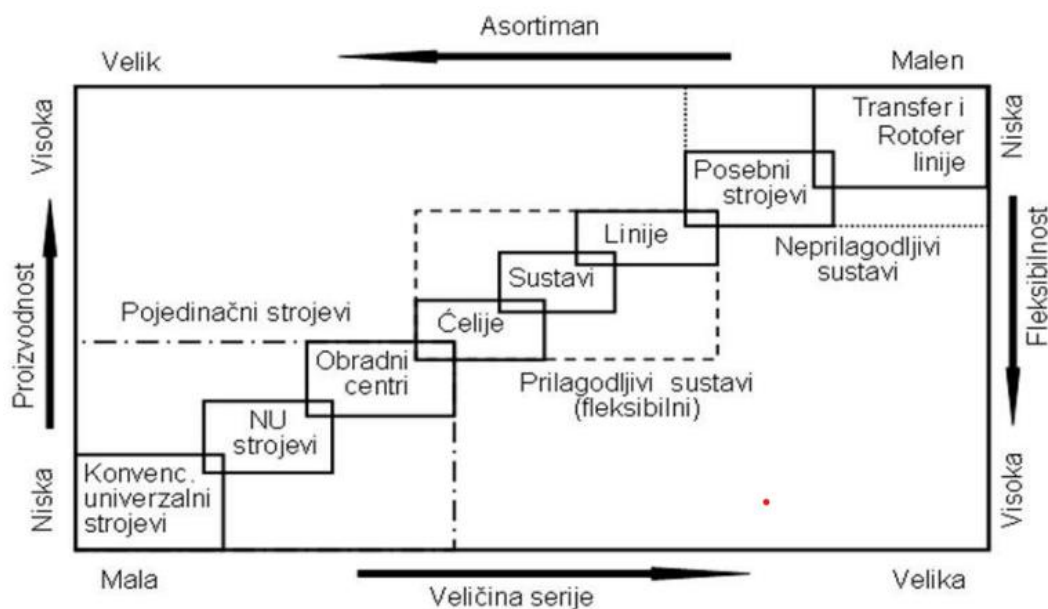 Asortiman
Velik
Malen
Visoka
Proizvodnost
Niska
Niska
Fleksibilnost
Visoka
Transfer i
Rotofer
linije
Posebni
strojevi
Neprilagodljivi
sustavi
Linije
Sustavi
Ćelije
Prilagodljivi sustavi
(fleksibilni)
Pojedinačni strojevi
Obradni
centri
NU
strojevi
Konvenc.
univerzalni
strojevi
Mala
Veličina serije
Velika